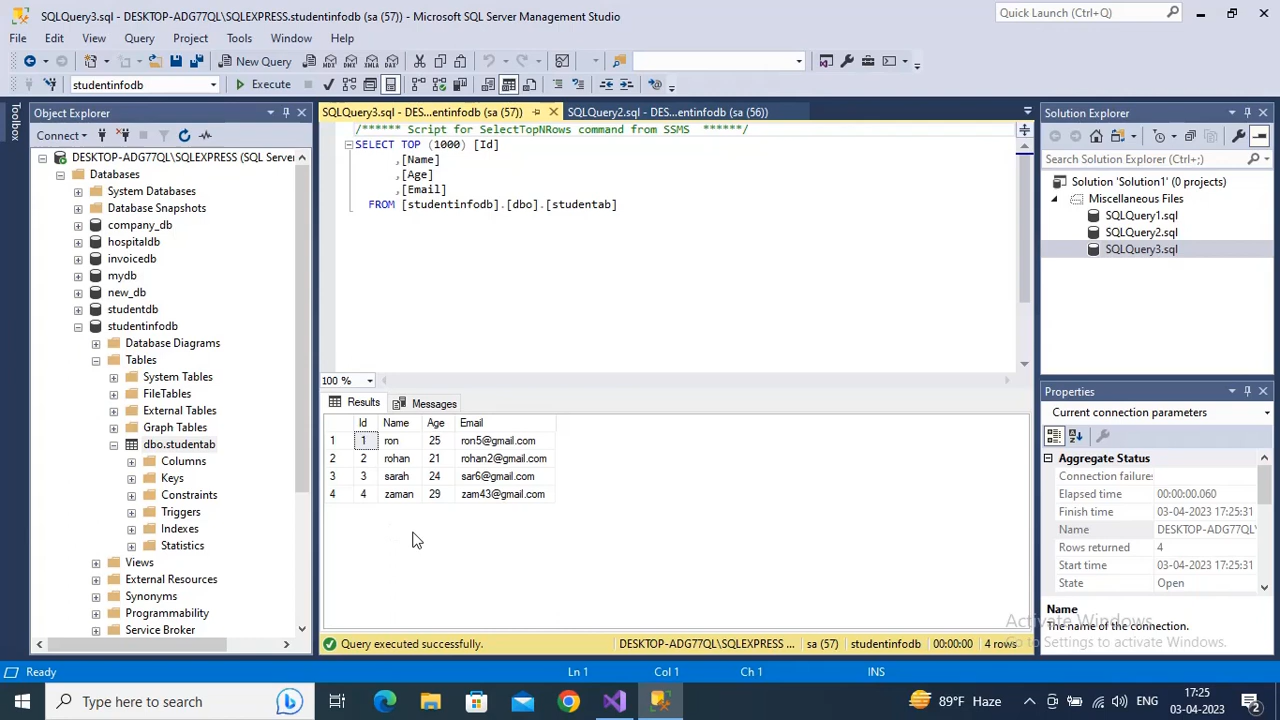 SQLQuery3.sql - DESKTOP-ADG77QL\SQLEXPRESS.studentinfodb (sa (57)) - Microsoft SQL Server Management Studio
Quick Launch (Ctrl+Q)
File Edit View Query Project Tools Window Help
New Query
MDX DMX XMLA DAX
studentinfodb
Execute
Toolbox
Object Explorer
Connect
DESKTOP-ADG77QL\SQLEXPRESS (SQL Server
Databases
System Databases
Database Snapshots
company_db
hospitaldb
invoicedb
mydb
new_db
studentdb
studentinfodb
Database Diagrams
Tables
System Tables
FileTables
External Tables
Graph Tables
dbo.studentab
Columns
Keys
Constraints
Triggers
Indexes
Statistics
Views
External Resources
Synonyms
Programmability
Service Broker
SQLQuery3.sql - DES...entinfodb (sa (57))
SQLQuery2.sql - DES...entinfodb (sa (56))
/****** Script for SelectTopNRows command from SSMS ******/
SELECT TOP (1000) [Id]
,[Name]
,[Age]
,[Email]
FROM [studentinfodb].[dbo].[studentab]
100 %
Results Messages
Id Name Age Email
1 1 ron 25 ron5@gmail.com
2 2 rohan 21 rohan2@gmail.com
3 3 sarah 24 sar6@gmail.com
4 4 zaman 29 zam43@gmail.com
Query executed successfully.
DESKTOP-ADG77QL\SQLEXPRESS ... sa (57) studentinfodb 00:00:00 4 rows
Solution Explorer
Search Solution Explorer (Ctrl+;)
Solution 'Solution1' (0 projects)
Miscellaneous Files
SQLQuery1.sql
SQLQuery2.sql
SQLQuery3.sql
Properties
Current connection parameters
Aggregate Status
Connection failure:
Elapsed time 00:00:00.060
Finish time 03-04-2023 17:25:31
Name DESKTOP-ADG77QL\
Rows returned 4
Start time 03-04-2023 17:25:31
State Open
Name
The name of the connection.
Activate Windows
Go to Settings to activate Windows.
Ready Ln 1 Col 1 Ch 1 INS
Type here to search
89°F Haze
ENG
17:25
03-04-2023
2